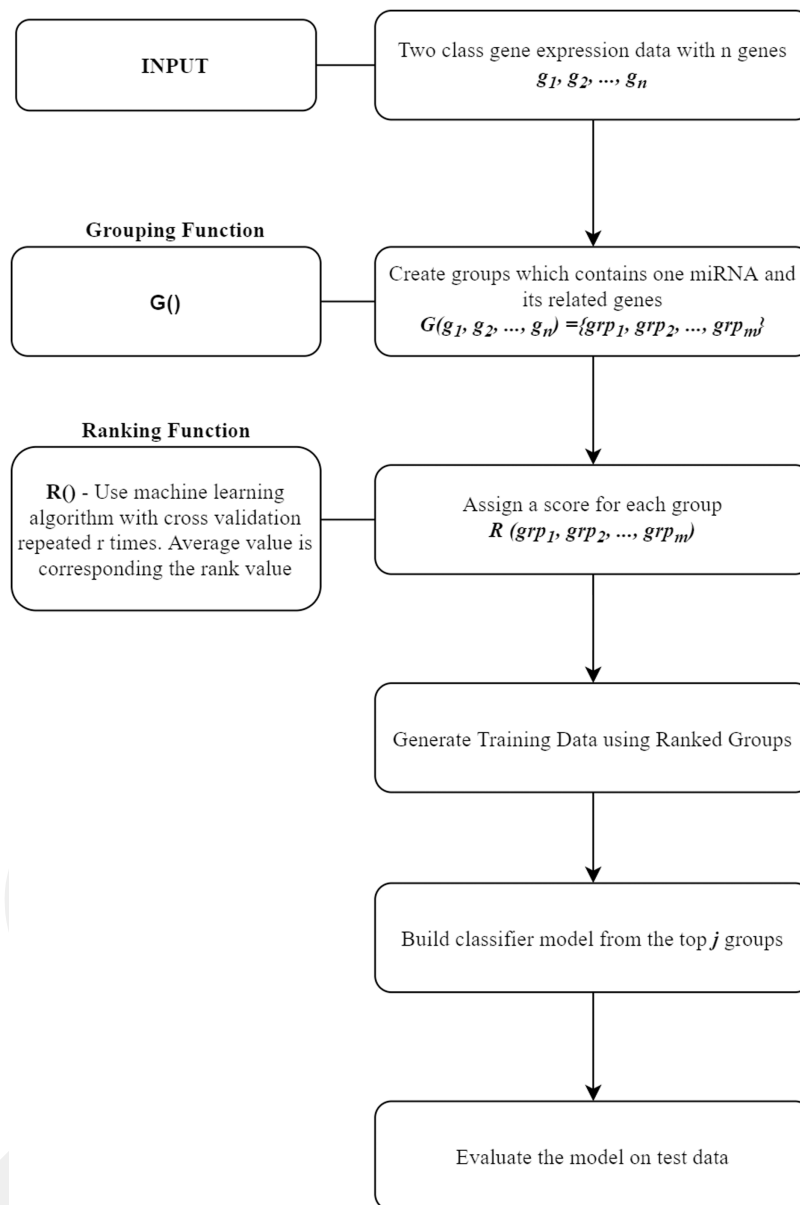 INPUT
Two class gene expression data with n genes
g1, g2, ..., gn
Grouping Function
G()
Create groups which contains one miRNA and
its related genes
G(g1, g2, ..., gn) ={grp1, grp2, ..., grpm}
Ranking Function
R() - Use machine learning
algorithm with cross validation
repeated r times. Average value is
corresponding the rank value
Assign a score for each group
R (grp1, grp2, ..., grpm)
Generate Training Data using Ranked Groups
Build classifier model from the top j groups
Evaluate the model on test data